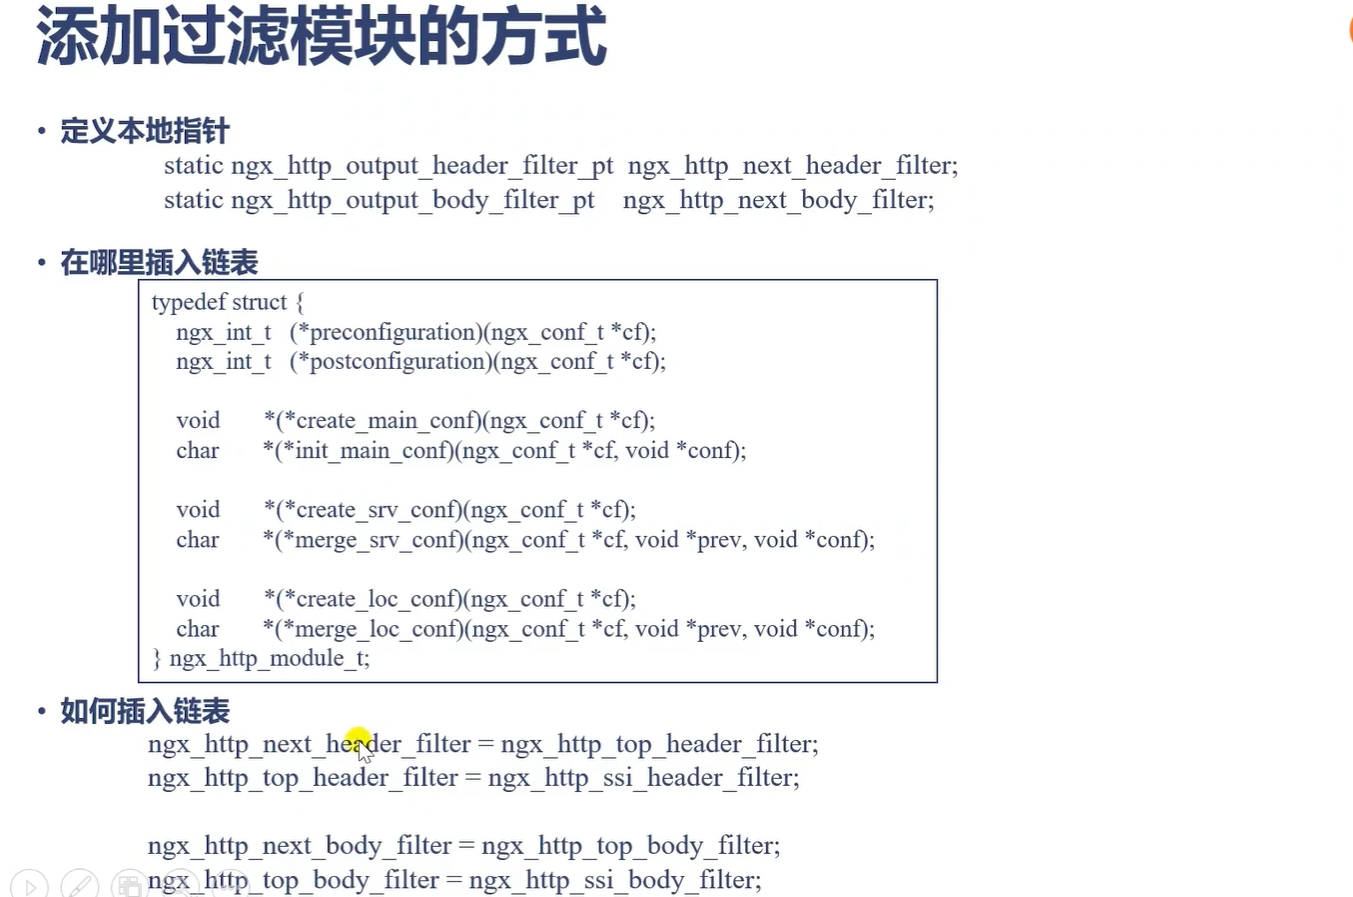 添加过滤模块的方式
• 定义本地指针
static ngx_http_output_header_filter_pt ngx_http_next_header_filter;
static ngx_http_output_body_filter_pt ngx_http_next_body_filter;
• 在哪里插入链表
typedef struct {
ngx_int_t (*preconfiguration)(ngx_conf_t *cf);
ngx_int_t (*postconfiguration)(ngx_conf_t *cf);
void *(*create_main_conf)(ngx_conf_t *cf);
char *(*init_main_conf)(ngx_conf_t *cf, void *conf);
void *(*create_srv_conf)(ngx_conf_t *cf);
char *(*merge_srv_conf)(ngx_conf_t *cf, void *prev, void *conf);
void *(*create_loc_conf)(ngx_conf_t *cf);
char *(*merge_loc_conf)(ngx_conf_t *cf, void *prev, void *conf);
} ngx_http_module_t;
• 如何插入链表
ngx_http_next_header_filter = ngx_http_top_header_filter;
ngx_http_top_header_filter = ngx_http_ssi_header_filter;
ngx_http_next_body_filter = ngx_http_top_body_filter;
ngx_http_top_body_filter = ngx_http_ssi_body_filter;